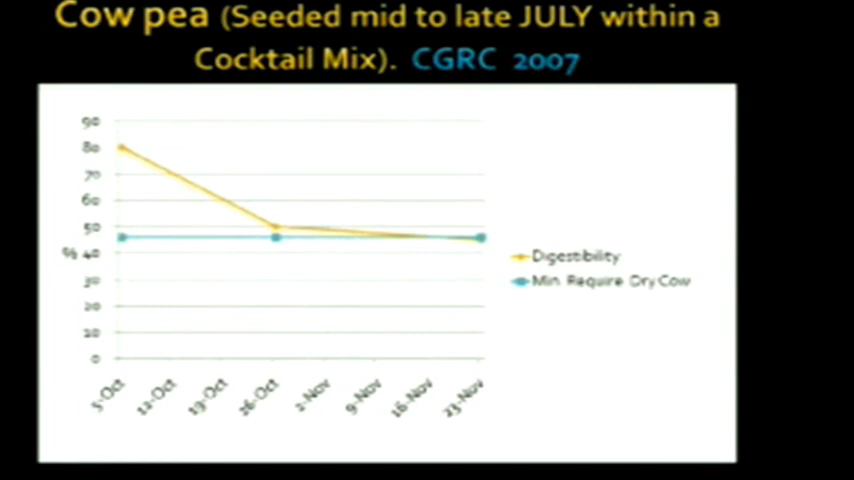 Cow pea (Seeded mid to late JULY within a
Cocktail Mix). CGRC 2007
90
80
70
60
50
% 40
30
20
10
0
5-Oct
12-Oct
19-Oct
26-Oct
2-Nov
9-Nov
16-Nov
23-Nov
Digestibility
Min Require Dry Cow